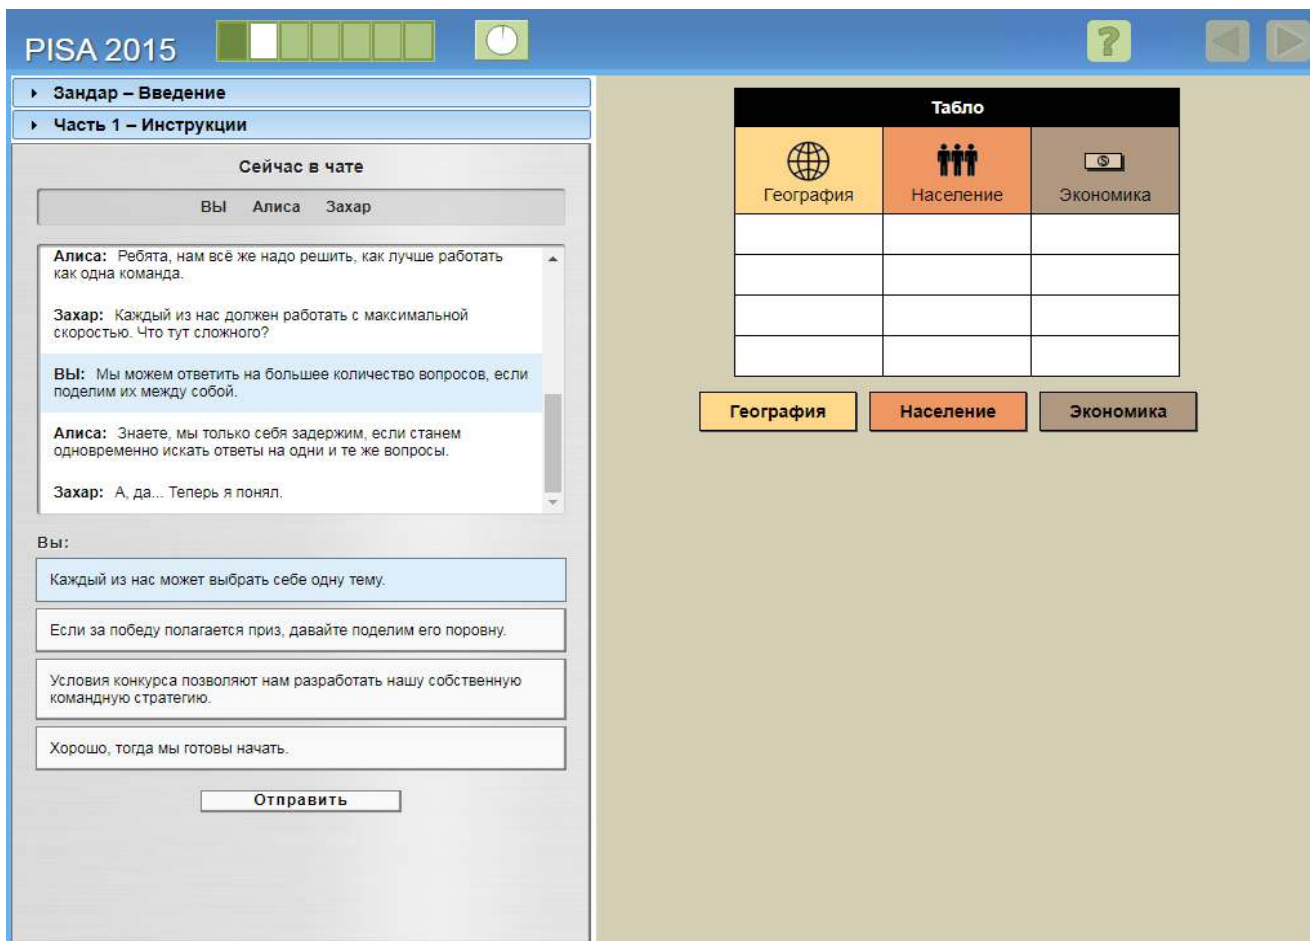 PISA 2015
?
Зандар – Введение
Часть 1 – Инструкции
Сейчас в чате
ВЫ Алиса Захар
Алиса: Ребята, нам всё же надо решить, как лучше работать
как одна команда.
Захар: Каждый из нас должен работать с максимальной
скоростью. Что тут сложного?
ВЫ: Мы можем ответить на большее количество вопросов, если
поделим их между собой.
Алиса: Знаете, мы только себя задержим, если станем
одновременно искать ответы на одни и те же вопросы.
Захар: А, да... Теперь я понял.
Вы:
Каждый из нас может выбрать себе одну тему.
Если за победу полагается приз, давайте поделим его поровну.
Условия конкурса позволяют нам разработать нашу собственную
командную стратегию.
Хорошо, тогда мы готовы начать.
Отправить
Табло
География Население Экономика
География Население Экономика